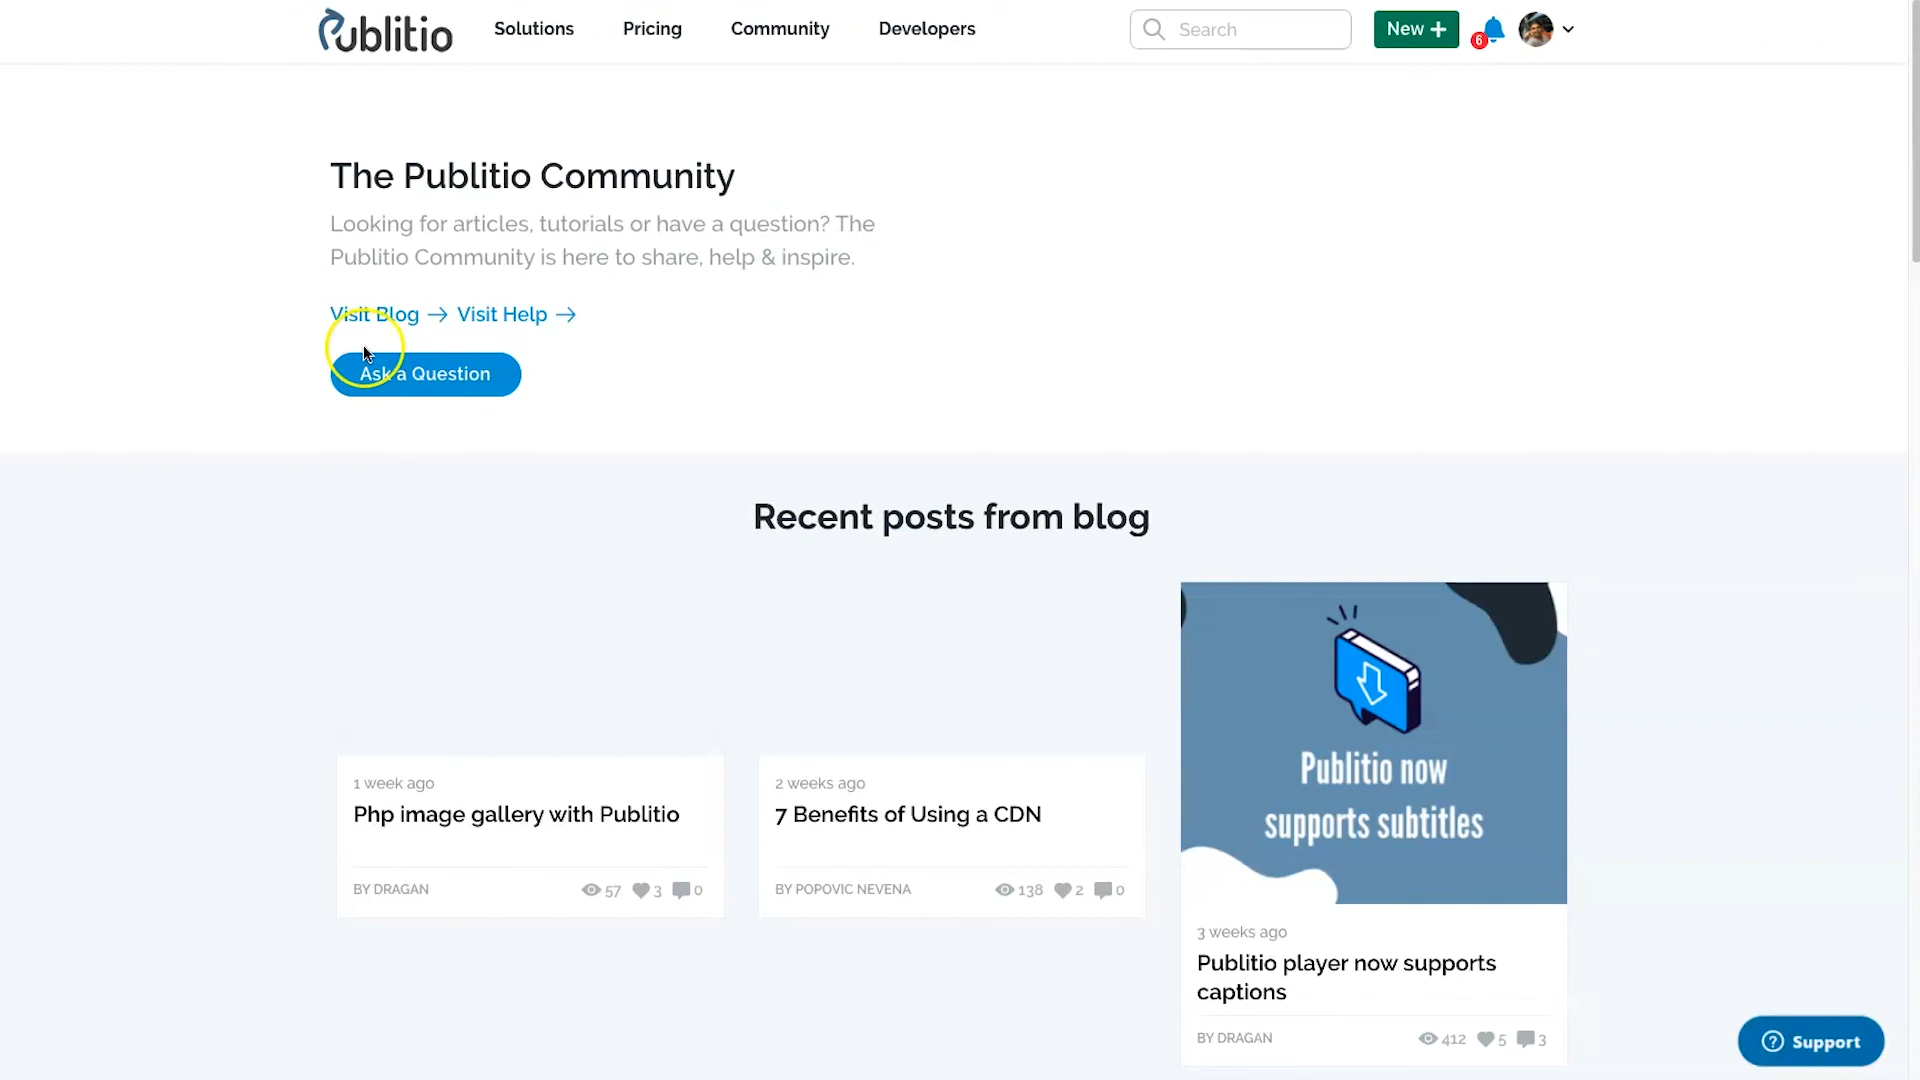 Publitio
Solutions
Pricing
Community
Developers
Search
New +
6
The Publitio Community
Looking for articles, tutorials or have a question? The
Publitio Community is here to share, help & inspire.
Visit Blog → Visit Help →
Ask a Question
Recent posts from blog
1 week ago
Php image gallery with Publitio
BY DRAGAN
57
3
0
2 weeks ago
7 Benefits of Using a CDN
BY POPOVIC NEVENA
138
2
0
Publitio now
supports subtitles
3 weeks ago
Publitio player now supports
captions
BY DRAGAN
412
5
3
? Support